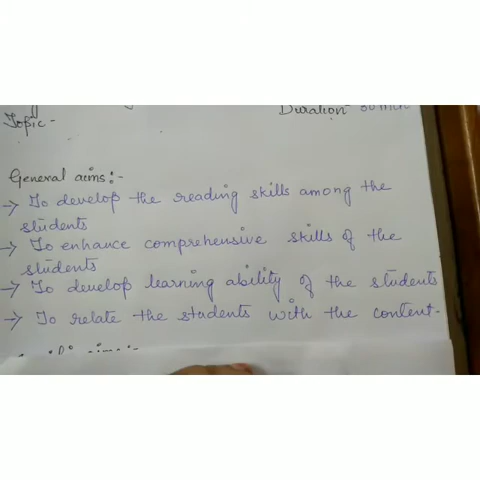 Duration
Topic -
General aims:-
→ To develop the reading skills among the
students
→ To enhance comprehensive skills of the
students
→ To develop learning ability of the students
→ To relate the students with the content-